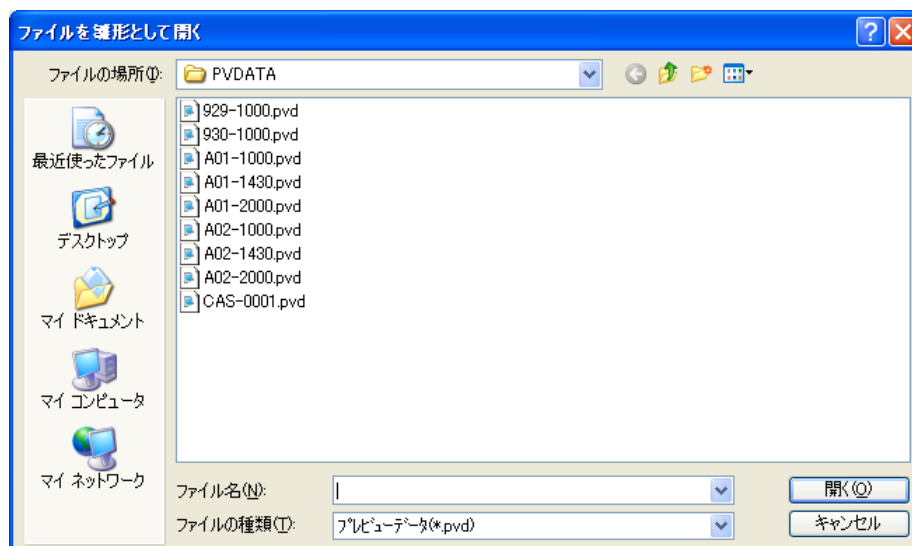 ファイルを雛形として開く
ファイルの場所(I):
PVDATA
最近使ったファイル
デスクトップ
マイ ドキュメント
マイ コンピュータ
マイ ネットワーク
929-1000.pvd
930-1000.pvd
A01-1000.pvd
A01-1430.pvd
A01-2000.pvd
A02-1000.pvd
A02-1430.pvd
A02-2000.pvd
CAS-0001.pvd
ファイル名(N):
開く(O)
ファイルの種類(T):
プレビューデータ(*.pvd)
キャンセル